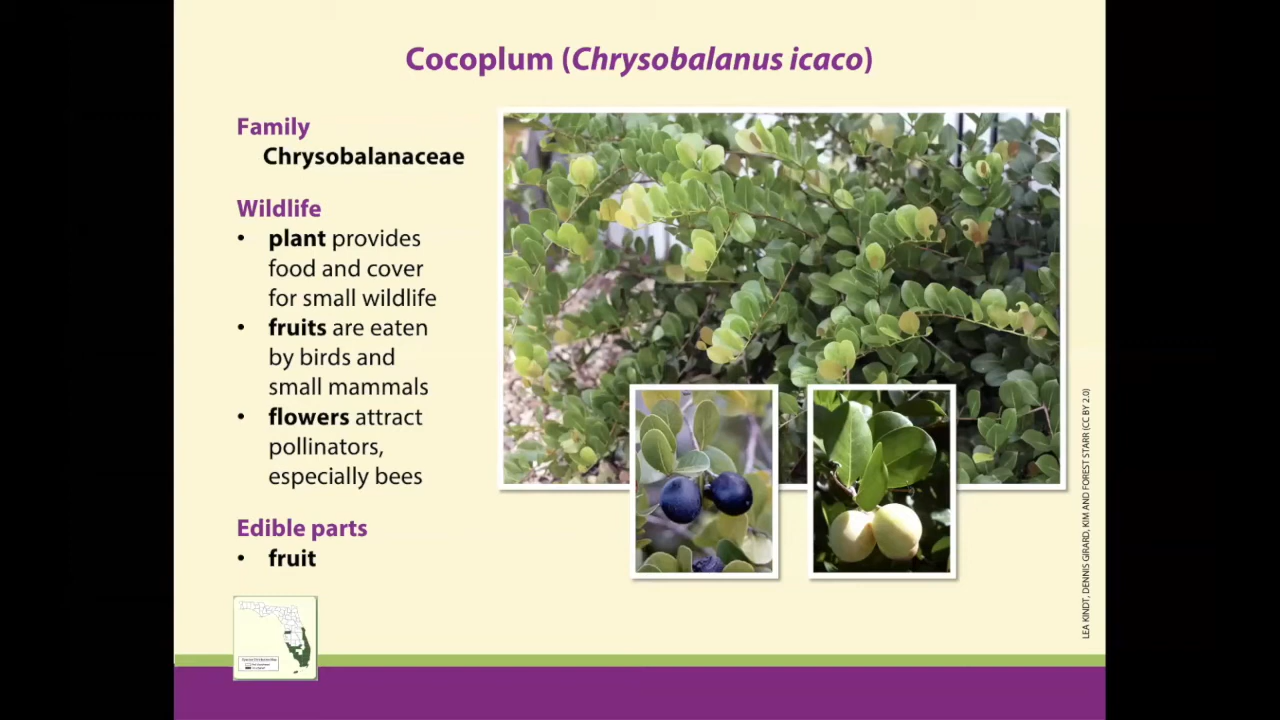 Cocoplum (Chrysobalanus icaco)
Family
Chrysobalanaceae
Wildlife
• plant provides
food and cover
for small wildlife
• fruits are eaten
by birds and
small mammals
• flowers attract
pollinators,
especially bees
Edible parts
• fruit
LEA KINDT, DENNIS GIRARD, KIM AND FOREST STARR (CC BY 2.0)